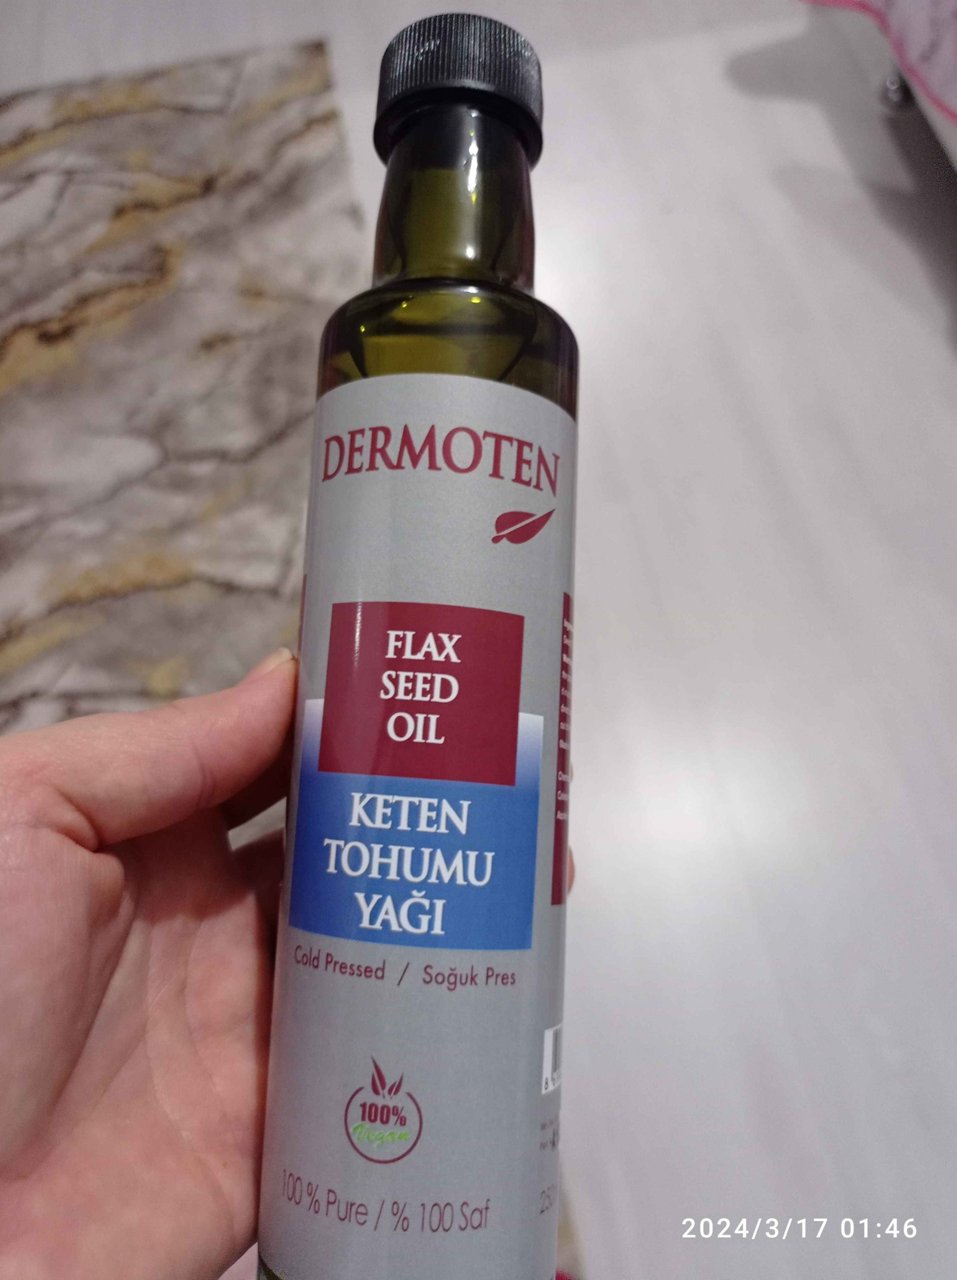 DERMOTEN
FLAX
SEED
OIL
KETEN
TOHUMU
YAĞI
Cold Pressed / Soğuk Pres
100%
Vegan
100 % Pure / % 100 Saf
2024/3/17 01:46